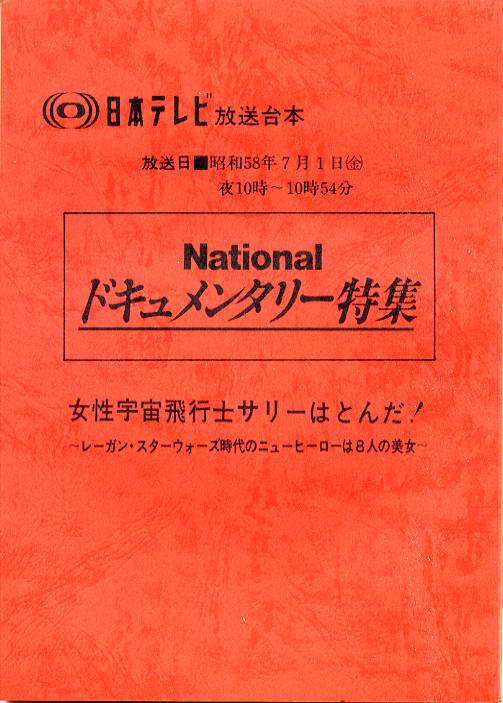 日本テレビ放送台本
放送日■昭和58年7月1日㈮
夜10時～10時54分
National
ドキュメンタリー特集
女性宇宙飛行士サリーはとんだ！
～レーガン・スターウォーズ時代のニューヒーローは8人の美女～